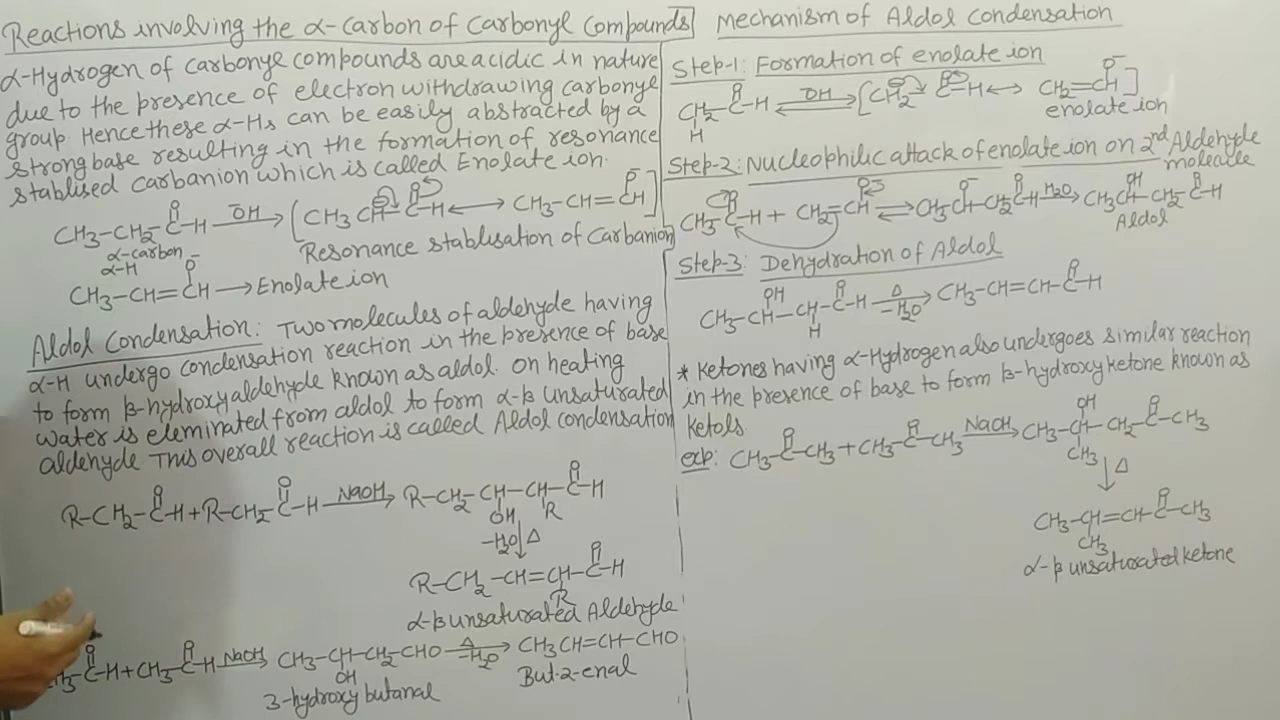 Reactions involving the α-carbon of Carbonyl Compounds
α-Hydrogen of carbonyl compounds are acidic in nature
due to the presence of electron withdrawing carbonyl
group. Hence these α-Hs can be easily abstracted by a
strong base resulting in the formation of resonance
stablised carbanion which is called Enolate ion.
CH3-CH2-C(=O)-H —ŌH→ [CH3 C̄H-C(=O)-H ⟷ CH3-CH=CH-O⁻]
α-carbon
α-H
Resonance stablisation of Carbanion
CH3-CH=CH-O⁻ → Enolate ion
Aldol Condensation: Two molecules of aldehyde having
α-H undergo condensation reaction in the presence of base
to form β-hydroxyaldehyde known as aldol. on heating
water is eleminated from aldol to form α-β unsaturated
aldehyde This overall reaction is called Aldol condensation
R-CH2-C(=O)-H + R-CH2-C(=O)-H —NaOH→ R-CH2-CH(OH)-CH(R)-C(=O)-H
-H2O ↓ Δ
R-CH2-CH=C̣H(R)-C(=O)-H
α-β unsaturated Aldehyde
C(=O)-H + CH3-C(=O)-H —NaOH→ CH3-CH(OH)-CH2-CHO —Δ, -H2O→ CH3CH=CH-CHO
3-hydroxy butanal
But-2-enal
Mechanism of Aldol condensation
Step-1: Formation of enolate ion
CH2(H)-C(=O)-H ⇌ŌH [C̄H2-C(=O)-H ⟷ CH2=CH-O⁻]
enolate ion
Step-2: Nucleophilic attack of enolate ion on 2nd Aldehyde
molecule
CH3-C(=O)-H + CH2=CH-O⁻ ⇌ CH3CH(O⁻)-CH2C(=O)-H —H2O→ CH3CH(OH)-CH2-C(=O)-H
Aldol
Step-3: Dehydration of Aldol
CH3-CH(OH)-CH(H)-C(=O)-H —Δ, -H2O→ CH3-CH=CH-C(=O)-H
* Ketones having α-Hydrogen also undergoes similar reaction
in the presence of base to form β-hydroxy ketone known as
Ketols.
exp: CH3-C(=O)-CH3 + CH3-C(=O)-CH3 —NaOH→ CH3-CH(OH)(CH3)-CH2-C(=O)-CH3
↓ Δ
CH3-CH(CH3)=CH-C(=O)-CH3
α-β unsaturated ketone